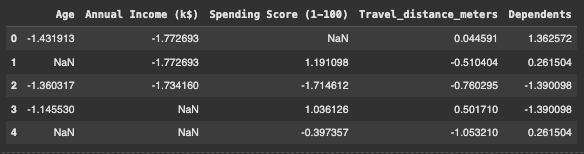 Age Annual Income (k$) Spending Score (1-100) Travel_distance_meters Dependents
0 -1.431913 -1.772693 NaN 0.044591 1.362572
1 NaN -1.772693 1.191098 -0.510404 0.261504
2 -1.360317 -1.734160 -1.714612 -0.760295 -1.390098
3 -1.145530 NaN 1.036126 0.501710 -1.390098
4 NaN NaN -0.397357 -1.053210 0.261504